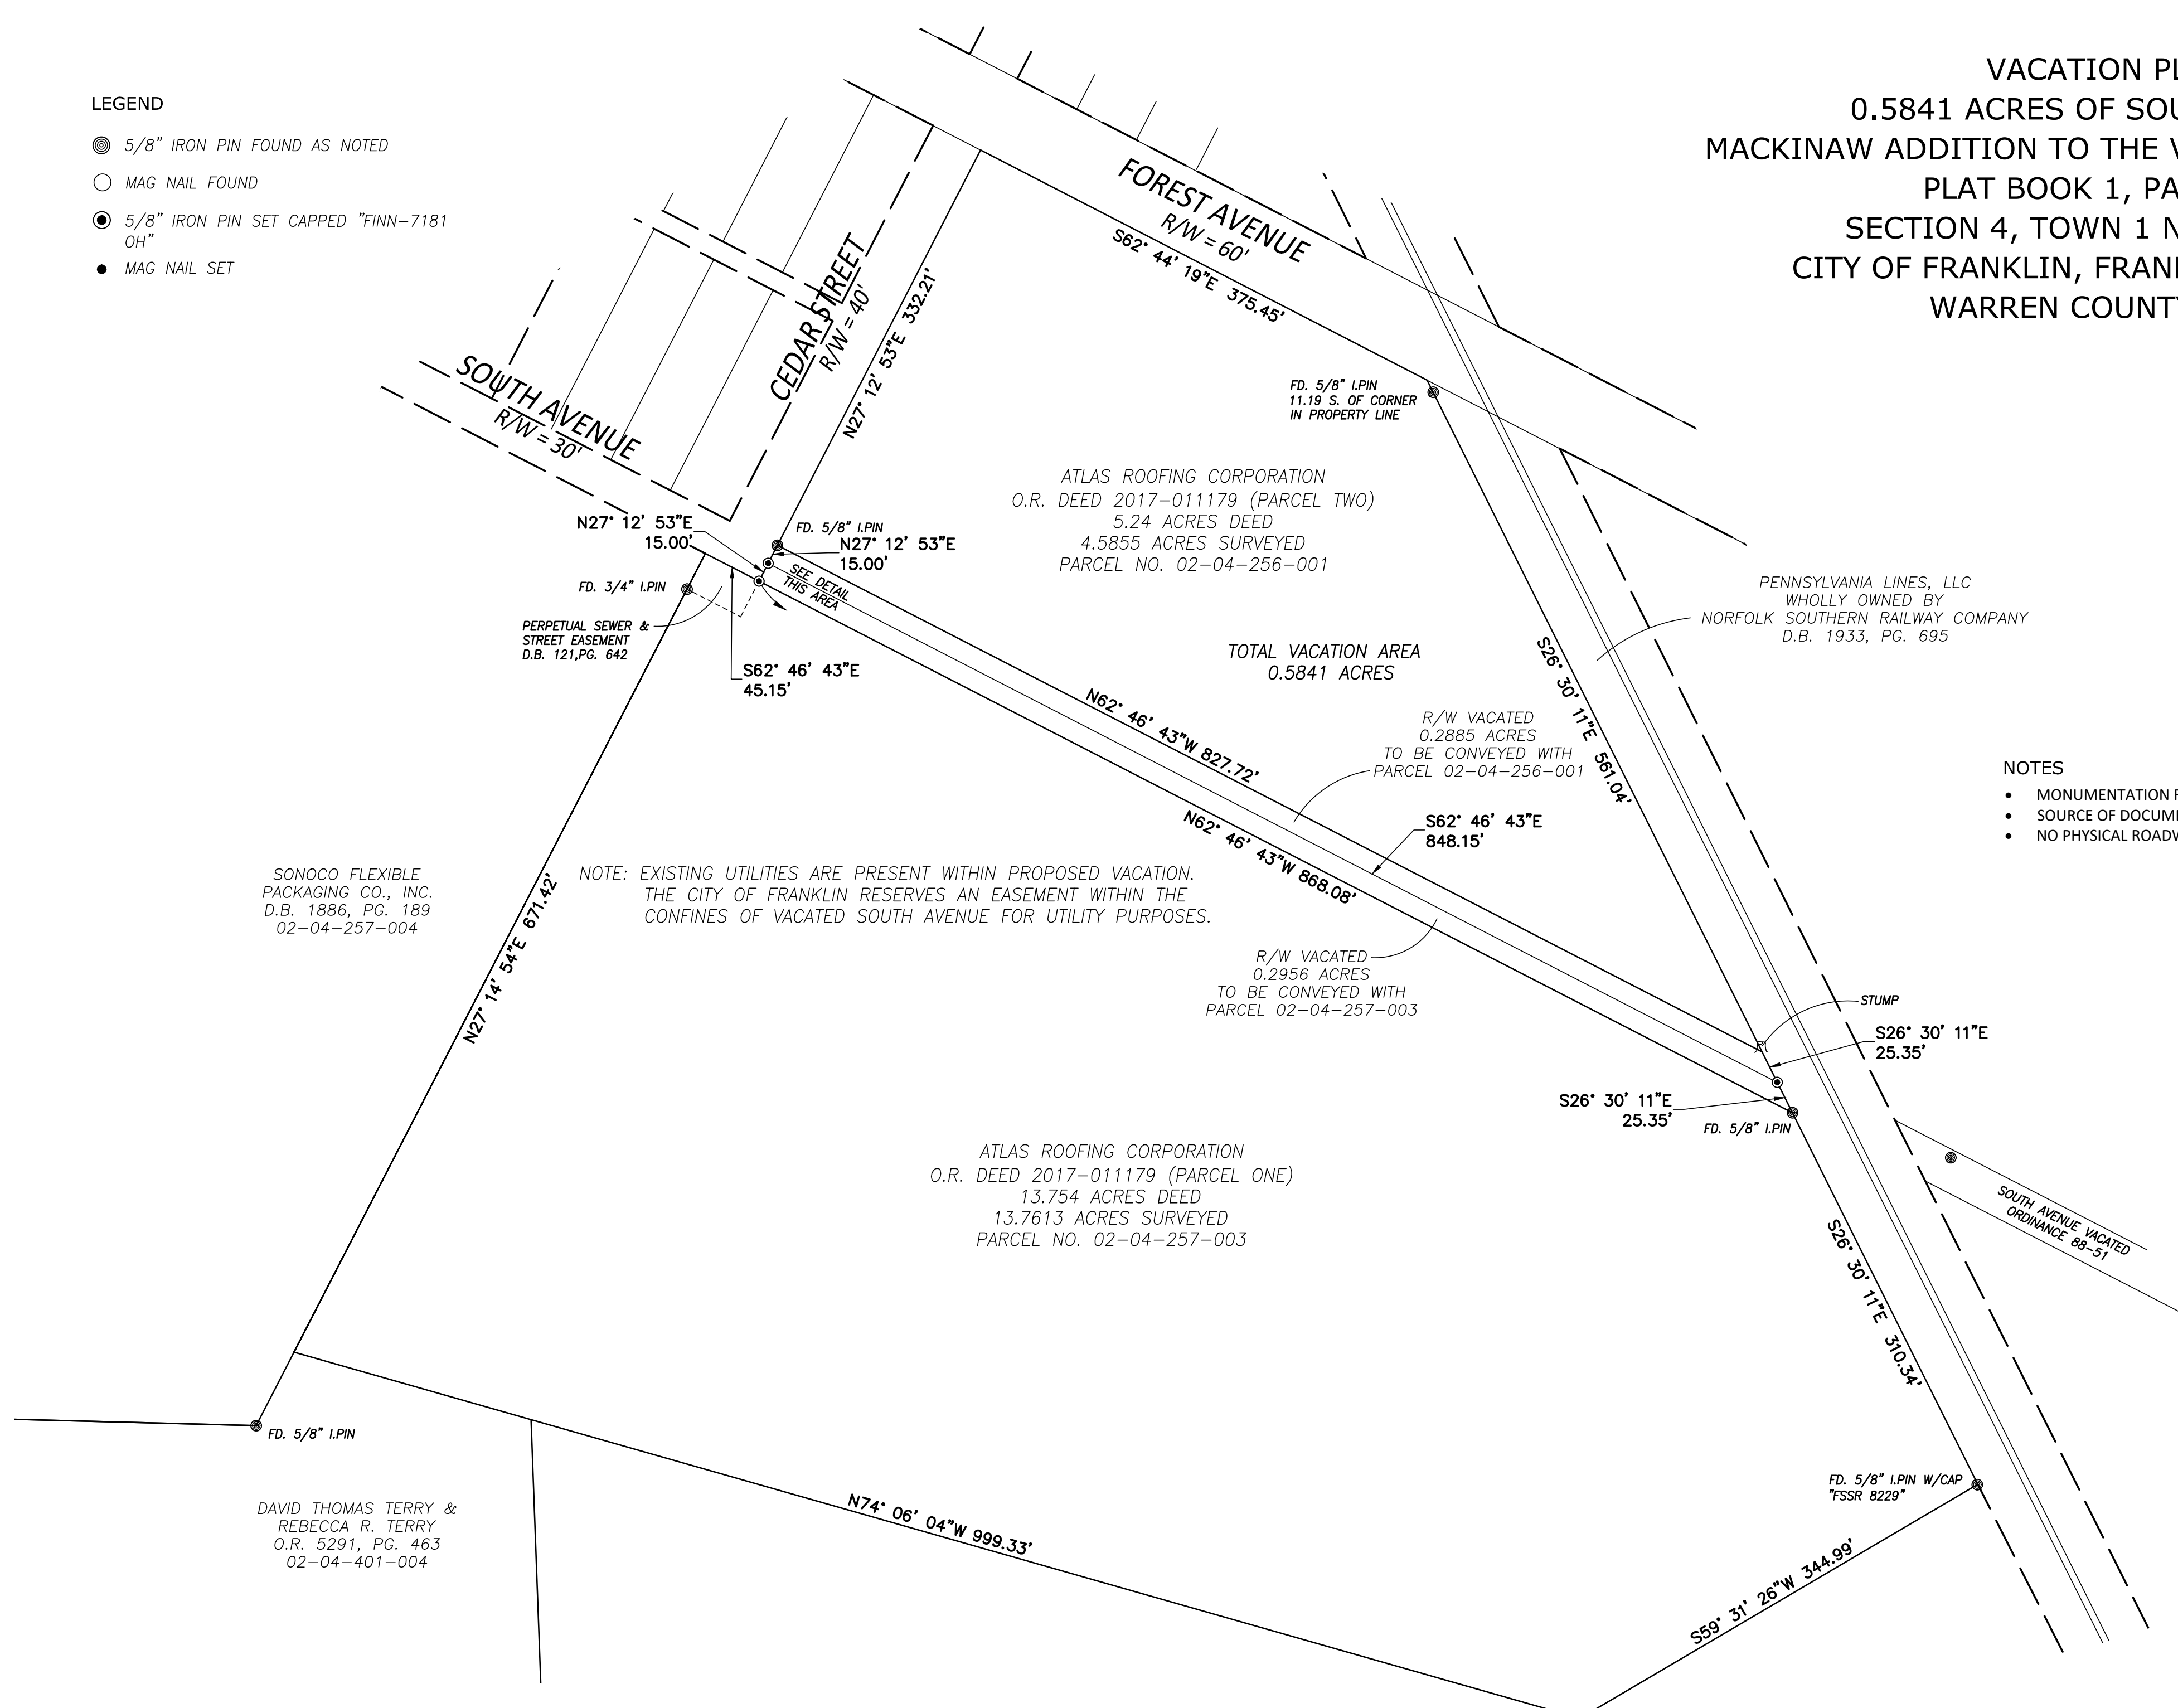 LEGEND
5/8" IRON PIN FOUND AS NOTED
MAG NAIL FOUND
5/8" IRON PIN SET CAPPED "FINN-7181
OH"
MAG NAIL SET
VACATION
0.5841 ACRES OF
MACKINAW ADDITION TO THE
PLAT BOOK 1,
SECTION 4, TOWN 1
CITY OF FRANKLIN,
WARREN COUNTY
FOREST AVENUE
R/W = 60'
S62° 44' 19"E 375.45'
CEDAR STREET
R/W = 40'
N27° 12' 53"E 332.21'
SOUTH AVENUE
R/W = 30'
FD. 5/8" I.PIN
11.19 S. OF CORNER
IN PROPERTY LINE
ATLAS ROOFING CORPORATION
O.R. DEED 2017-011179 (PARCEL TWO)
5.24 ACRES DEED
4.5855 ACRES SURVEYED
PARCEL NO. 02-04-256-001
N27° 12' 53"E
15.00'
FD. 5/8" I.PIN
N27° 12' 53"E
15.00'
SEE DETAIL
THIS AREA
FD. 3/4" I.PIN
PERPETUAL SEWER &
STREET EASEMENT
D.B. 121,PG. 642
S62° 46' 43"E
45.15'
PENNSYLVANIA LINES, LLC
WHOLLY OWNED BY
NORFOLK SOUTHERN RAILWAY COMPANY
D.B. 1933, PG. 695
TOTAL VACATION AREA
0.5841 ACRES
S26° 30' 11"E 561.04'
N62° 46' 43"W 827.72'
R/W VACATED
0.2885 ACRES
TO BE CONVEYED WITH
PARCEL 02-04-256-001
S62° 46' 43"E
848.15'
N62° 46' 43"W 868.08'
NOTES
• MONUMENTATION
• SOURCE OF
• NO PHYSICAL
SONOCO FLEXIBLE
PACKAGING CO., INC.
D.B. 1886, PG. 189
02-04-257-004
N27° 14' 54"E 671.42'
NOTE: EXISTING UTILITIES ARE PRESENT WITHIN PROPOSED VACATION.
THE CITY OF FRANKLIN RESERVES AN EASEMENT WITHIN THE
CONFINES OF VACATED SOUTH AVENUE FOR UTILITY PURPOSES.
R/W VACATED
0.2956 ACRES
TO BE CONVEYED WITH
PARCEL 02-04-257-003
STUMP
S26° 30' 11"E
25.35'
S26° 30' 11"E
25.35'
FD. 5/8" I.PIN
ATLAS ROOFING CORPORATION
O.R. DEED 2017-011179 (PARCEL ONE)
13.754 ACRES DEED
13.7613 ACRES SURVEYED
PARCEL NO. 02-04-257-003
SOUTH AVENUE VACATED
ORDINANCE 88-51
S26° 30' 11"E 310.34'
FD. 5/8" I.PIN
FD. 5/8" I.PIN W/CAP
"FSSR 8229"
DAVID THOMAS TERRY &
REBECCA R. TERRY
O.R. 5291, PG. 463
02-04-401-004
N74° 06' 04"W 999.33'
S59° 31' 26"W 344.99'